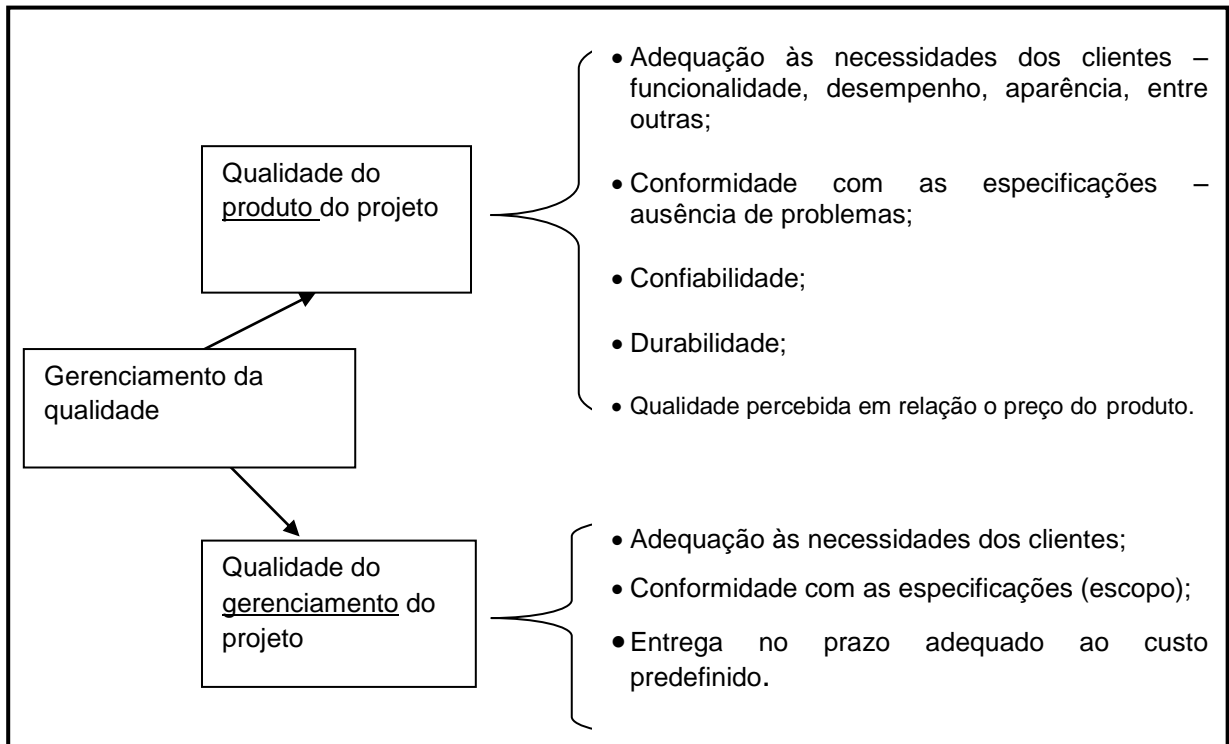 Gerenciamento da
qualidade
Qualidade do
produto do projeto
• Adequação às necessidades dos clientes –
funcionalidade, desempenho, aparência, entre
outras;
• Conformidade com as especificações –
ausência de problemas;
• Confiabilidade;
• Durabilidade;
• Qualidade percebida em relação o preço do produto.
Qualidade do
gerenciamento do
projeto
• Adequação às necessidades dos clientes;
• Conformidade com as especificações (escopo);
• Entrega no prazo adequado ao custo
predefinido.